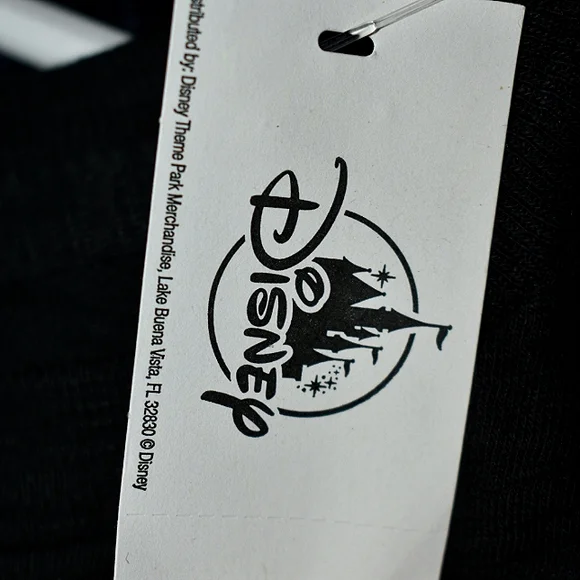 Disney
stributed by: Disney Theme Park Merchandise, Lake Buena Vista, FL 32830 © Disney